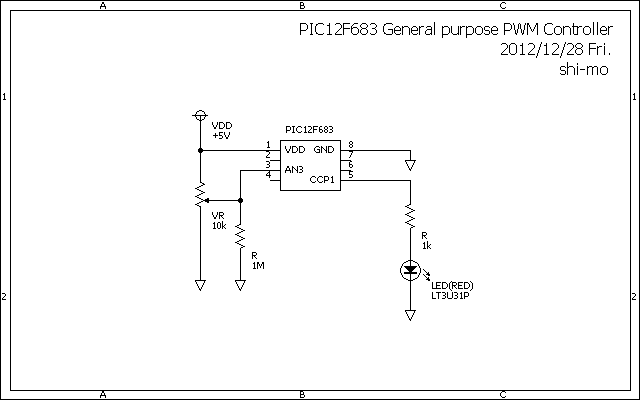 A B C
PIC12F683 General purpose PWM Controller
2012/12/28 Fri.
shi-mo
1 1
VDD
+5V
PIC12F683
1 VDD GND 8
2 7
3 AN3 6
4 CCP1 5
VR
10k
R
1M
R
1k
LED(RED)
LT3U31P
2 2
A B C